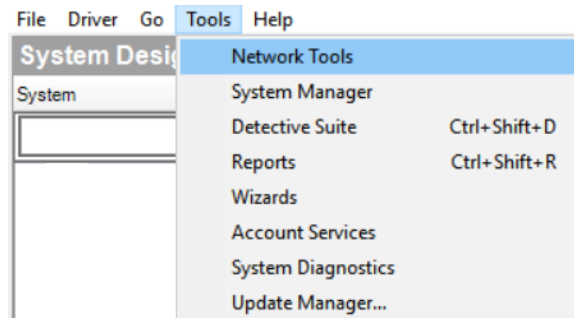 File Driver Go Tools Help
System Desig
System
Network Tools
System Manager
Detective Suite Ctrl+Shift+D
Reports Ctrl+Shift+R
Wizards
Account Services
System Diagnostics
Update Manager...